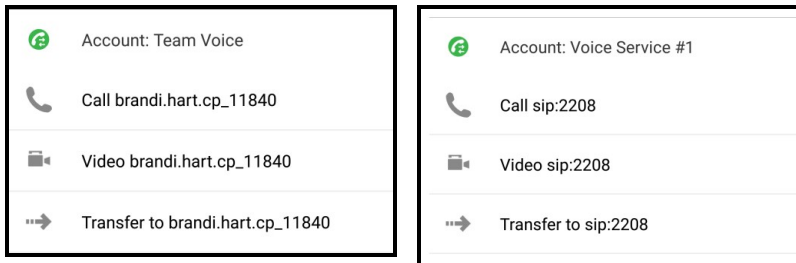 Account: Team Voice
Call brandi.hart.cp_11840
Video brandi.hart.cp_11840
Transfer to brandi.hart.cp_11840
Account: Voice Service #1
Call sip:2208
Video sip:2208
Transfer to sip:2208